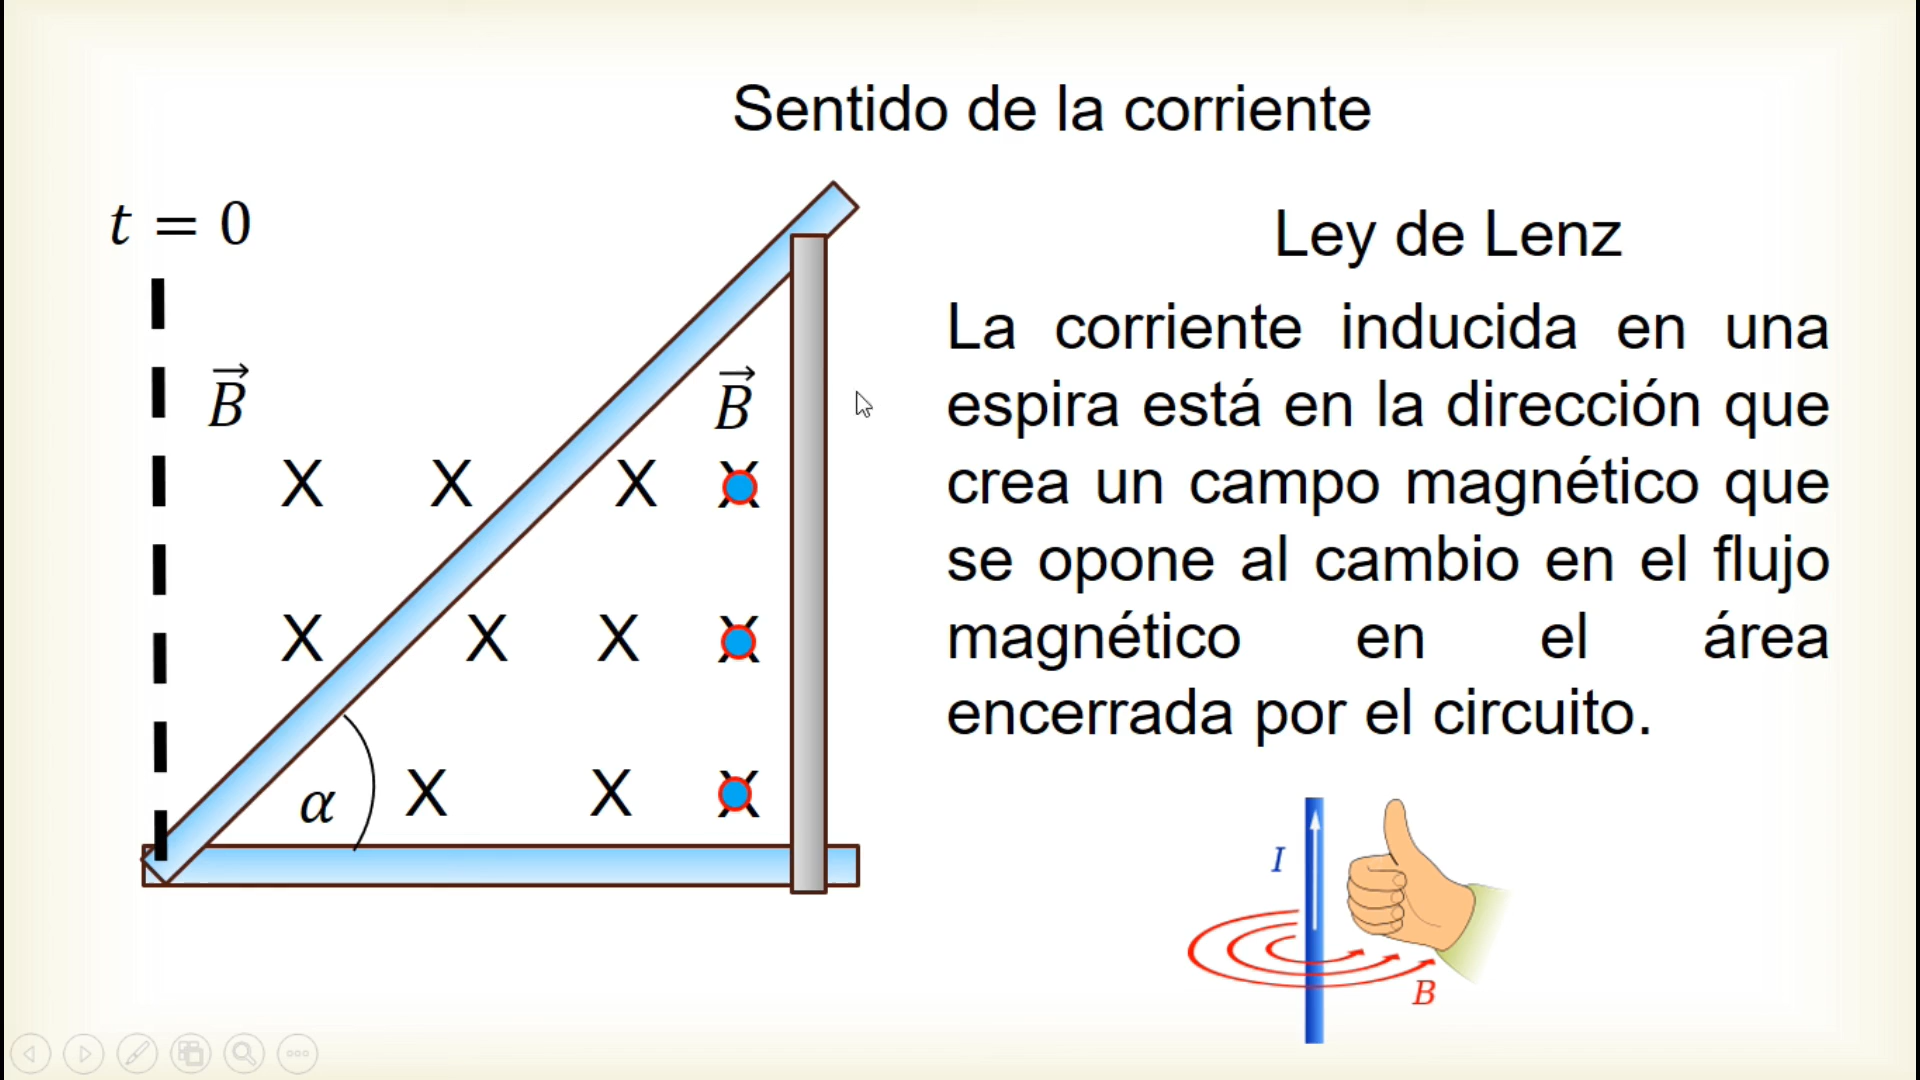 Sentido de la corriente
t = 0
Ley de Lenz
La corriente inducida en una
espira está en la dirección que
crea un campo magnético que
se opone al cambio en el flujo
magnético en el área
encerrada por el circuito.
B⃗ B⃗
X X X X
X X X X
α X X X
I
B